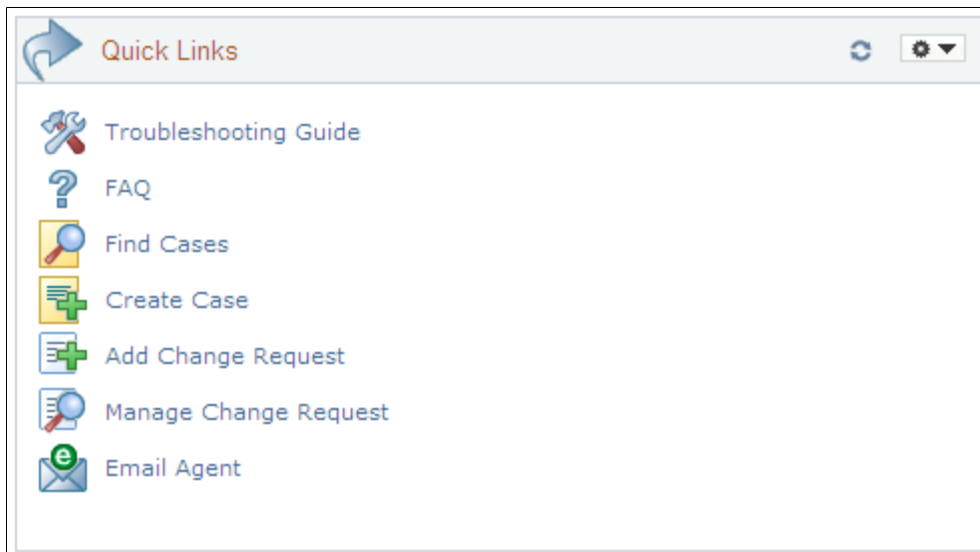 Quick Links
Troubleshooting Guide
FAQ
Find Cases
Create Case
Add Change Request
Manage Change Request
Email Agent